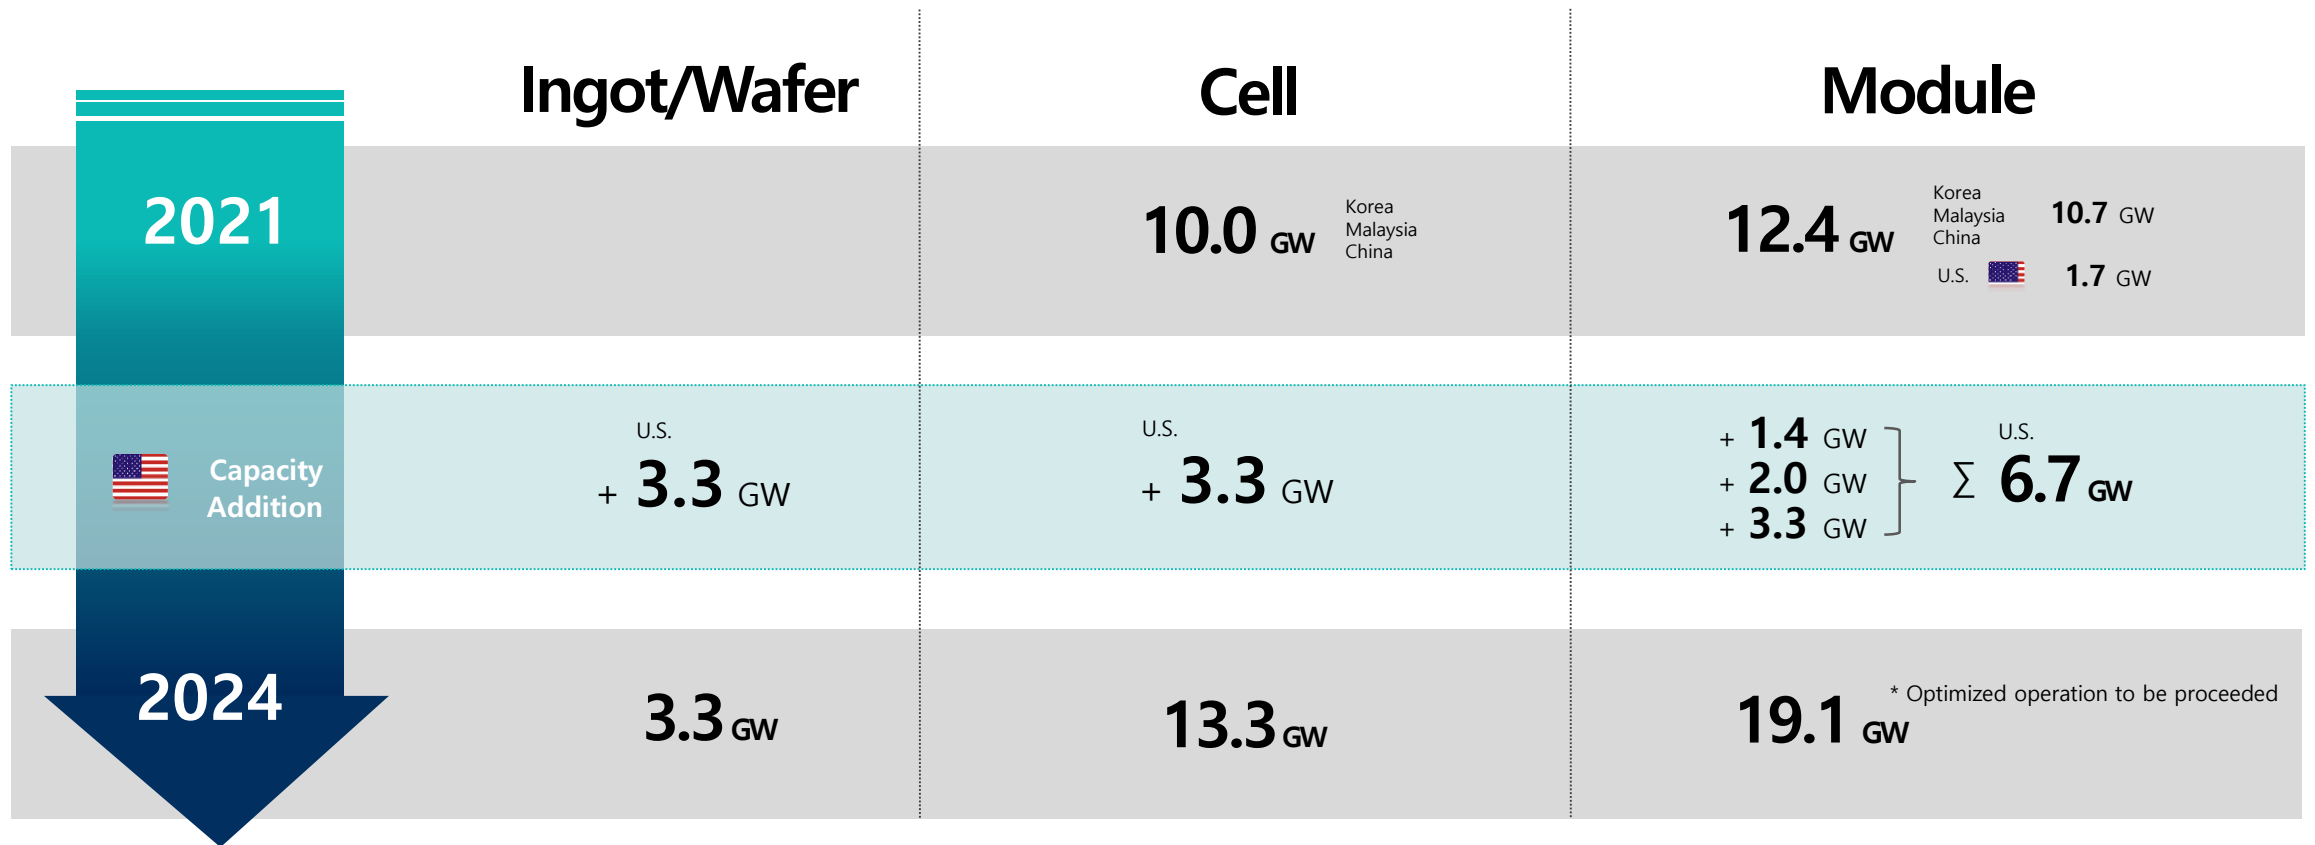 Ingot/Wafer
Cell
Module
2021
10.0 GW
Korea
Malaysia
China
12.4 GW
Korea
Malaysia
China
10.7 GW
U.S.
1.7 GW
Capacity
Addition
U.S.
+ 3.3 GW
U.S.
+ 3.3 GW
+ 1.4 GW
+ 2.0 GW
+ 3.3 GW
U.S.
∑ 6.7 GW
2024
3.3 GW
13.3 GW
19.1 GW
* Optimized operation to be proceeded